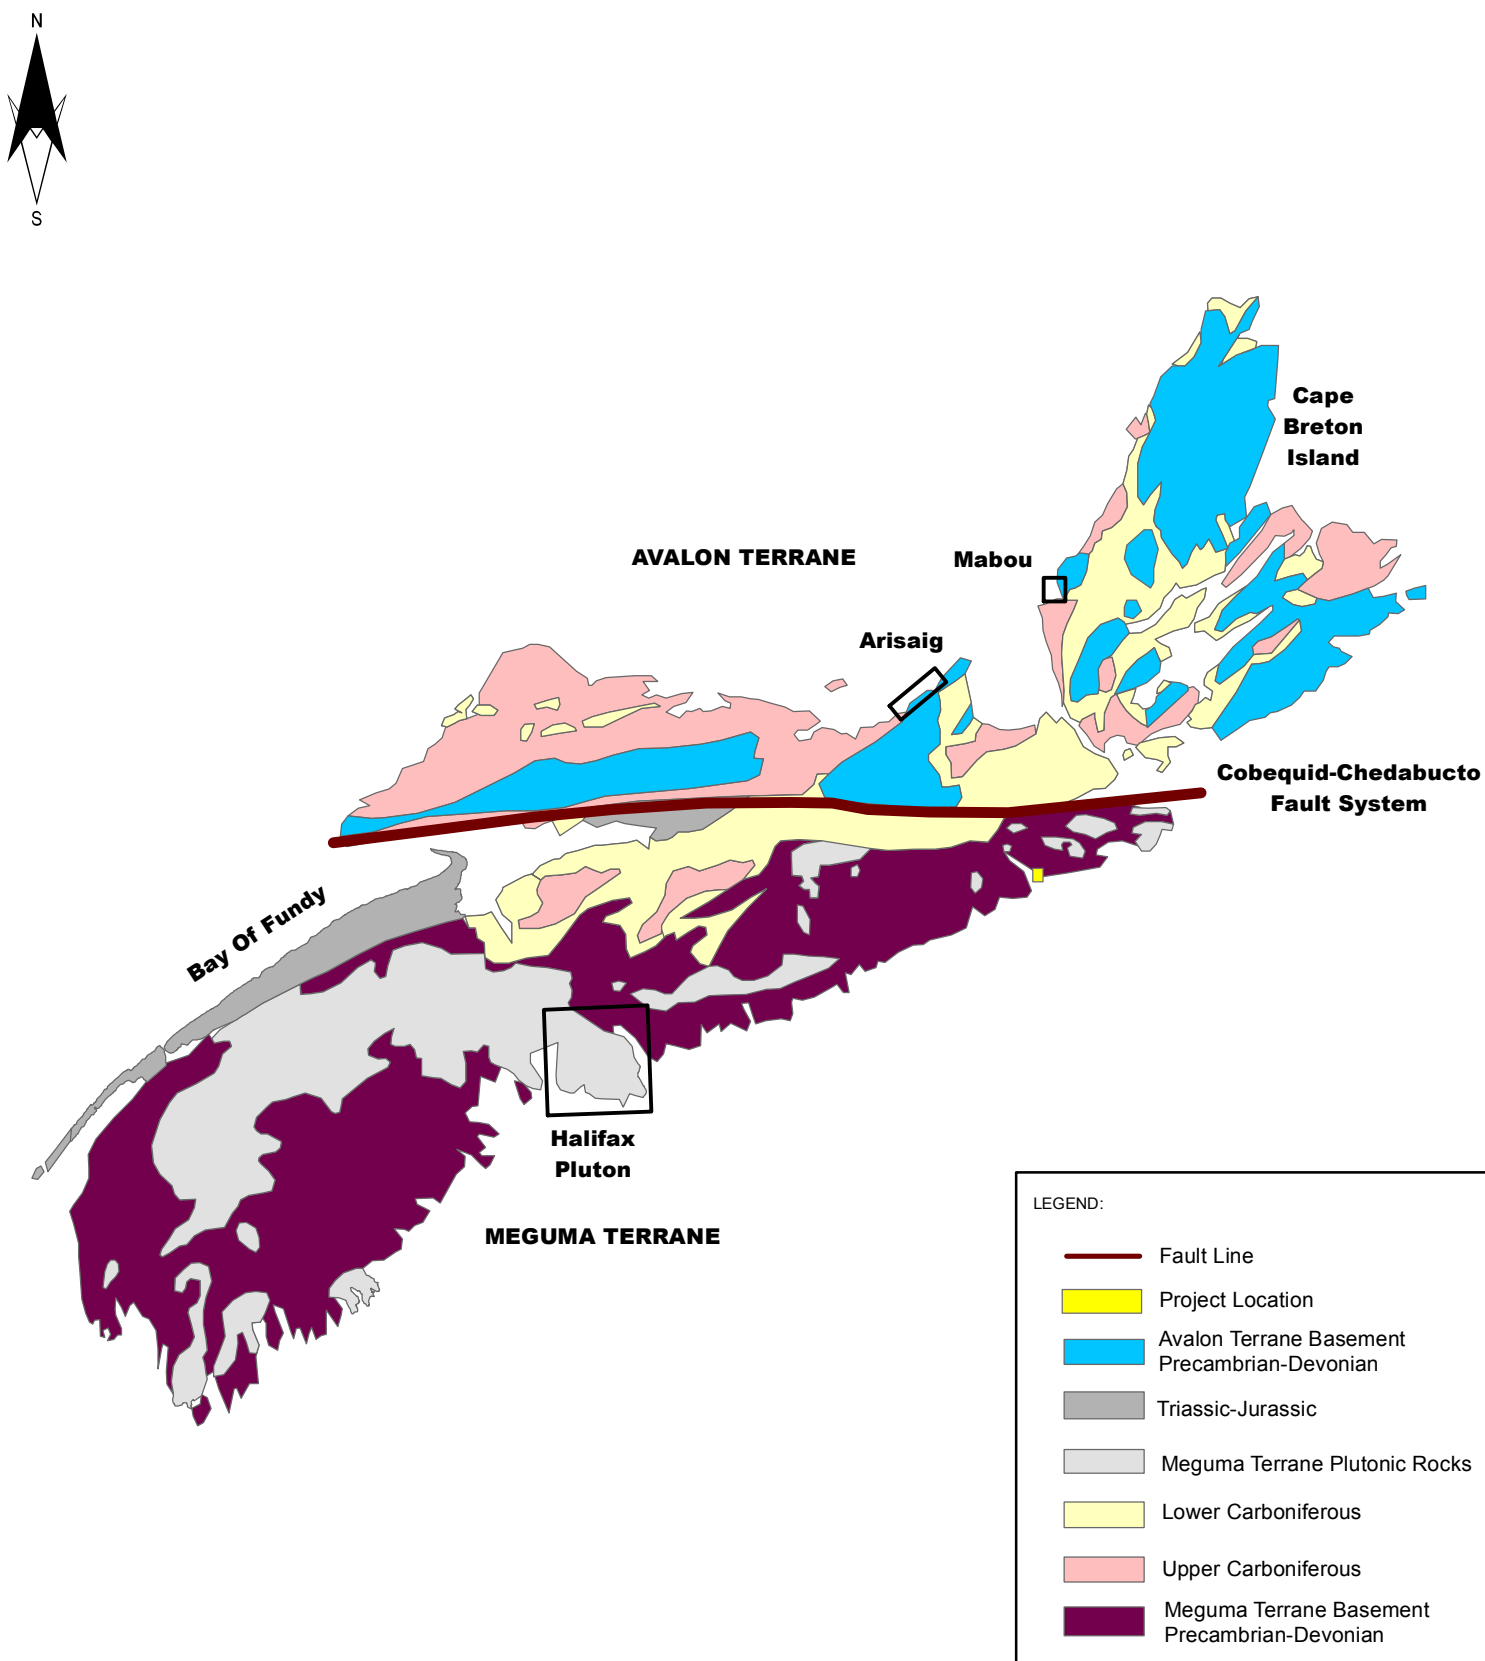 N
S
Cape
Breton
Island
AVALON TERRANE
Mabou
Arisaig
Cobequid-Chedabucto
Fault System
Bay Of Fundy
Halifax
Pluton
MEGUMA TERRANE
LEGEND:
Fault Line
Project Location
Avalon Terrane Basement
Precambrian-Devonian
Triassic-Jurassic
Meguma Terrane Plutonic Rocks
Lower Carboniferous
Upper Carboniferous
Meguma Terrane Basement
Precambrian-Devonian